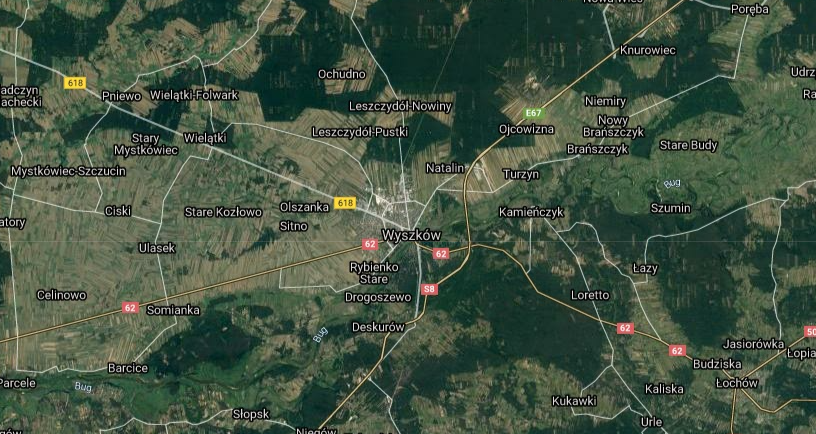 Nowa Wieś
Poręba
Knurowiec
Ochudno
618
Pniewo
Wielątki-Folwark
Leszczydół-Nowiny
Niemiry
E67
Nowy
Brańszczyk
Ojcowizna
Leszczydół-Pustki
Stary
Mystkówiec
Wielątki
Brańszczyk
Stare Budy
Mystkówiec-Szczucin
Natalin
Turzyn
Bug
Ciski
Stare Kozłowo
Olszanka
618
Kamieńczyk
Szumin
Sitno
Wyszków
Ulasek
62
62
Rybienko
Stare
Łazy
Celinowo
Drogoszewo
S8
Loretto
62
Somianka
Deskurów
62
Bug
62
Jasiorówka
Barcice
Budziska
Parcele
Bug
Kaliska
Łochów
Kukawki
Słopsk
Urle